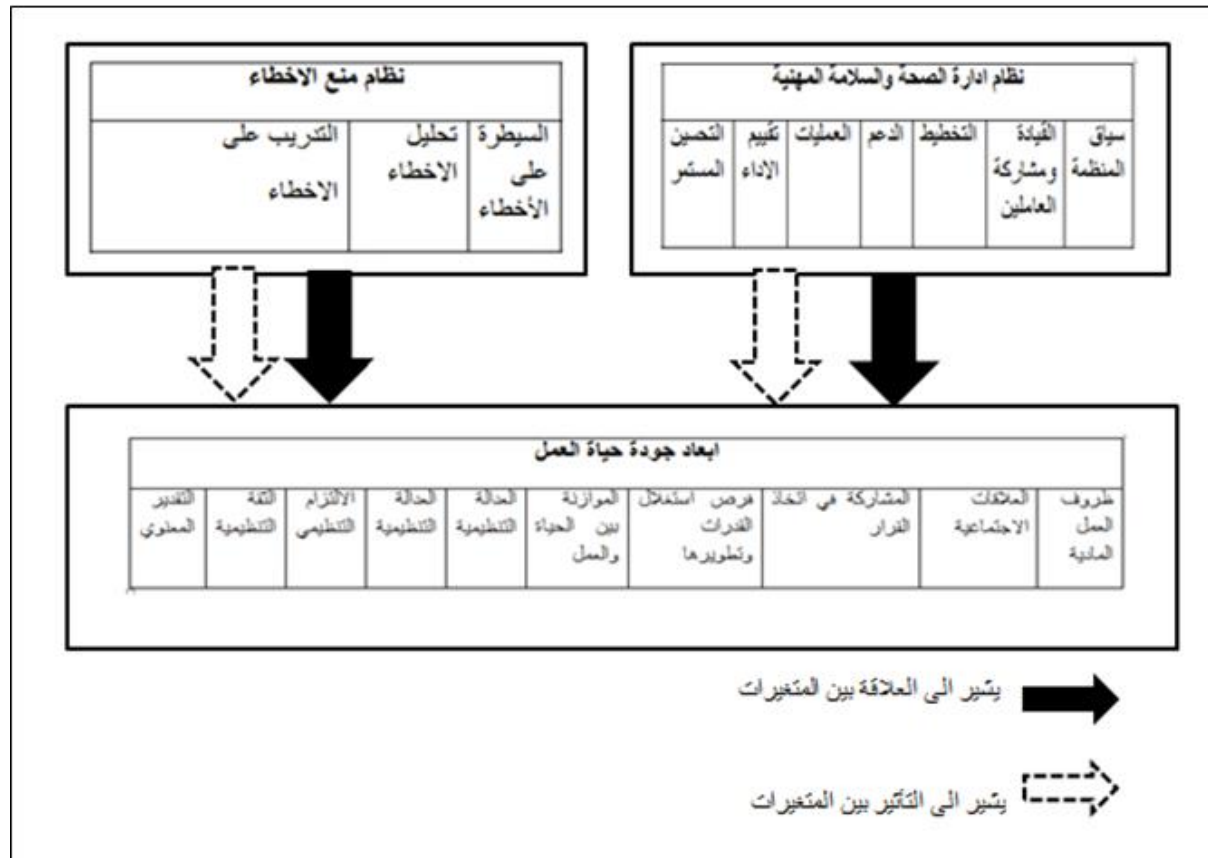 نظام ادارة الصحة والسلامة المهنية
سياق
المنظمة
القيادة
ومشاركة
العاملين
التخطيط
الدعم
العمليات
تقييم
الاداء
التحسين
المستمر
نظام منع الاخطاء
السيطرة
على
الأخطاء
تحليل
الاخطاء
التدريب على
الاخطاء
ابعاد جودة حياة العمل
ظروف
العمل
المادية
العلاقات
الاجتماعية
المشاركة في اتخاذ
القرار
فرص استغلال
القدرات
وتطويرها
الموازنة
بين الحياة
والعمل
العدالة
التنظيمية
العدالة
التنظيمية
الالتزام
التنظيمي
الثقة
التنظيمية
التقدير
المعنوي
يشير الى العلاقة بين المتغيرات
يشير الى التأثير بين المتغيرات